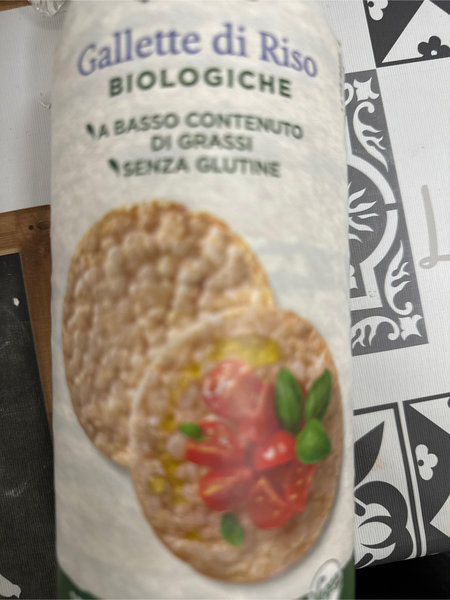 Gallette di Riso
BIOLOGICHE
A BASSO CONTENUTO
DI GRASSI
SENZA GLUTINE